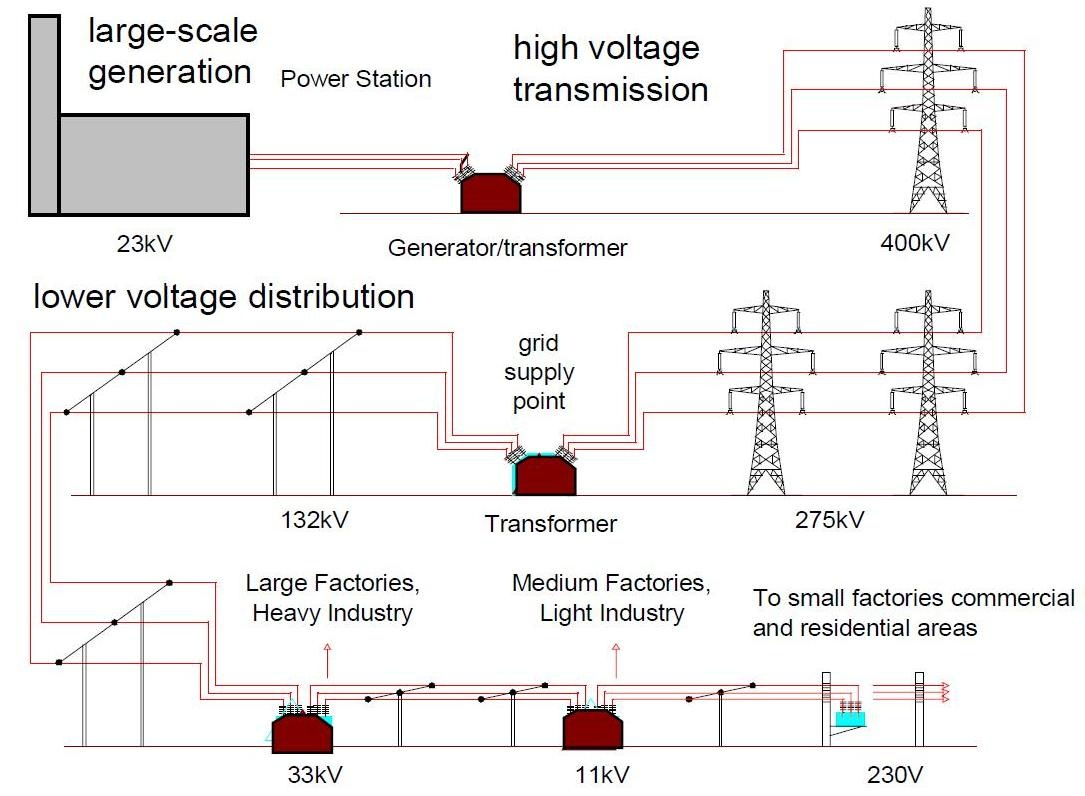 large-scale
generation
Power Station
high voltage
transmission
23kV
Generator/transformer
400kV
lower voltage distribution
grid
supply
point
132kV
Transformer
275kV
Large Factories,
Heavy Industry
Medium Factories,
Light Industry
To small factories commercial
and residential areas
33kV
11kV
230V